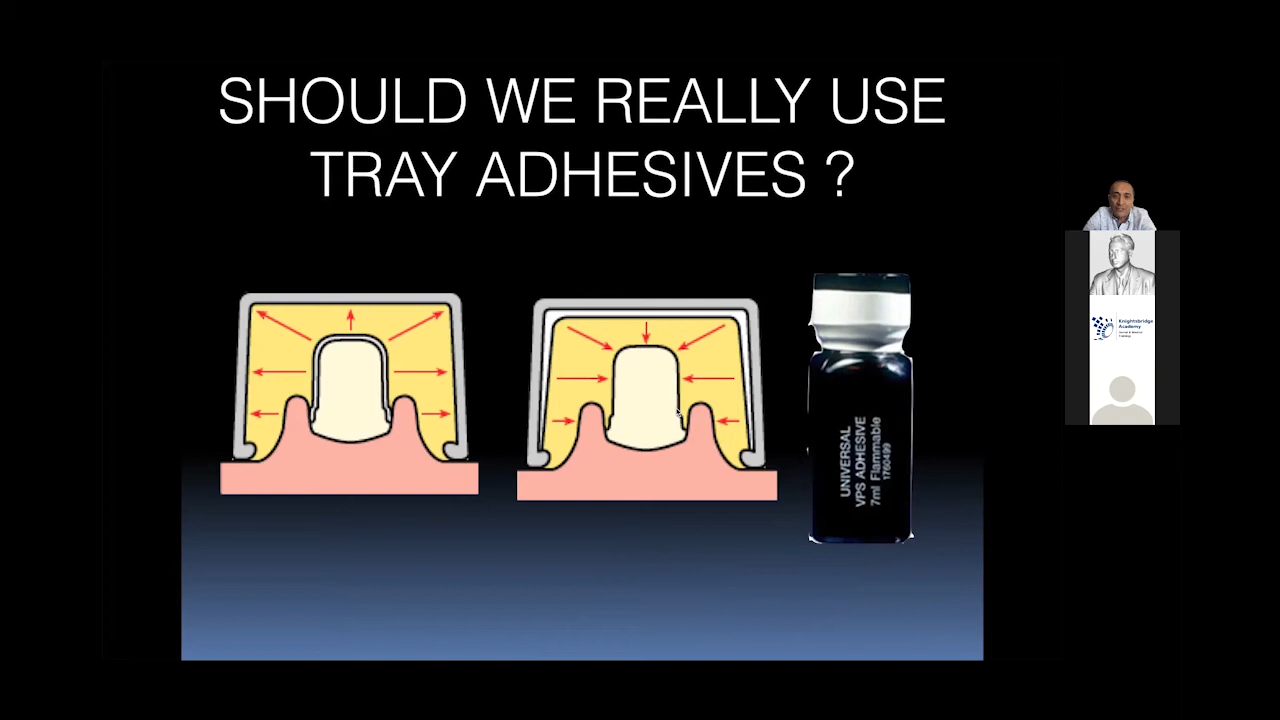 SHOULD WE REALLY USE
TRAY ADHESIVES ?
UNIVERSAL
VPS ADHESIVE
7ml Flammable
1760499
Knightsbridge
Academy